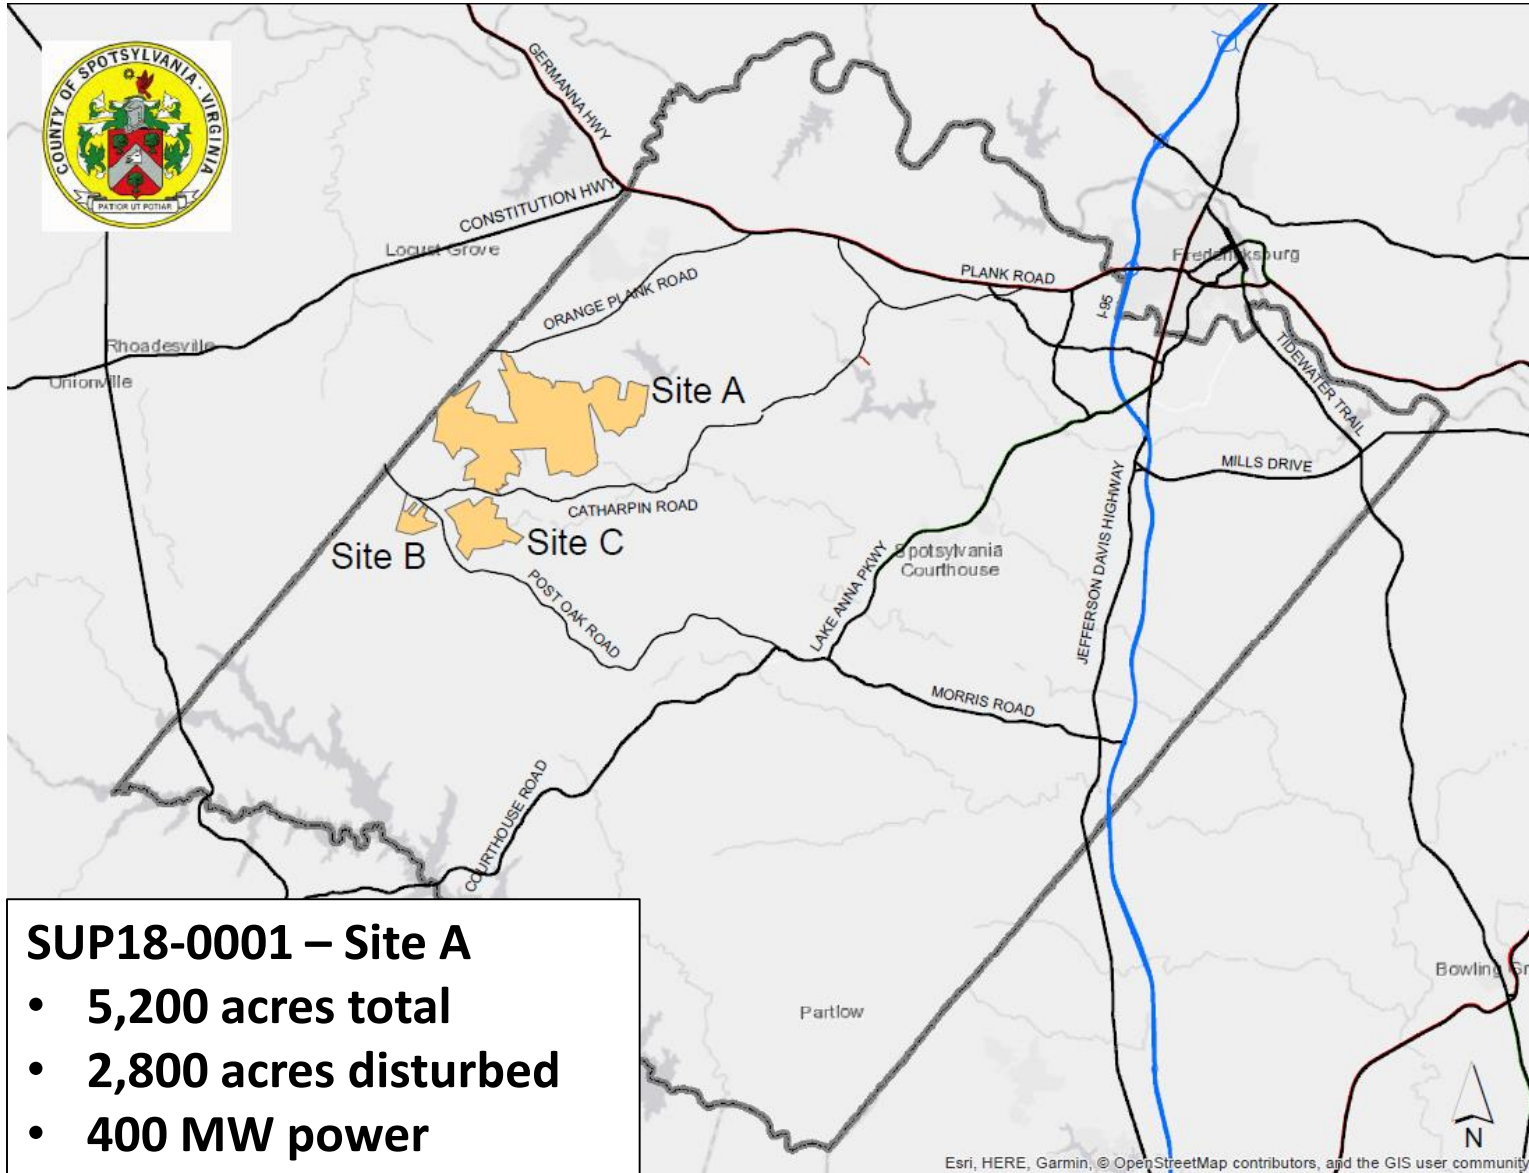 COUNTY OF SPOTSYLVANIA · VIRGINIA
PATIOR UT POTIAR
GERMANNA HWY
CONSTITUTION HWY
Locust Grove
ORANGE PLANK ROAD
PLANK ROAD
Fredericksburg
I-95
Rhoadesville
Unionville
TIDEWATER TRAIL
Site A
MILLS DRIVE
CATHARPIN ROAD
Site B
Site C
Spotsylvania
Courthouse
POST OAK ROAD
LAKE ANNA PKWY
JEFFERSON DAVIS HIGHWAY
MORRIS ROAD
COURTHOUSE ROAD
SUP18-0001 – Site A
• 5,200 acres total
• 2,800 acres disturbed
• 400 MW power
Bowling Gr
Partlow
N
Esri, HERE, Garmin, © OpenStreetMap contributors, and the GIS user community